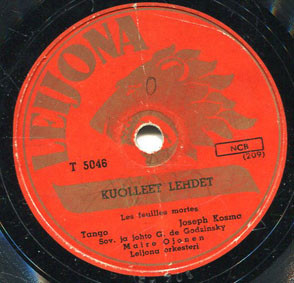 LEIJONA
O
T 5046
NCB
(209)
KUOLLEET LEHDET
Les feuilles mortes
Tango Joseph Kosma
Sov. ja johto G. de Godzinsky
Maire Ojonen
Leijona orkesteri